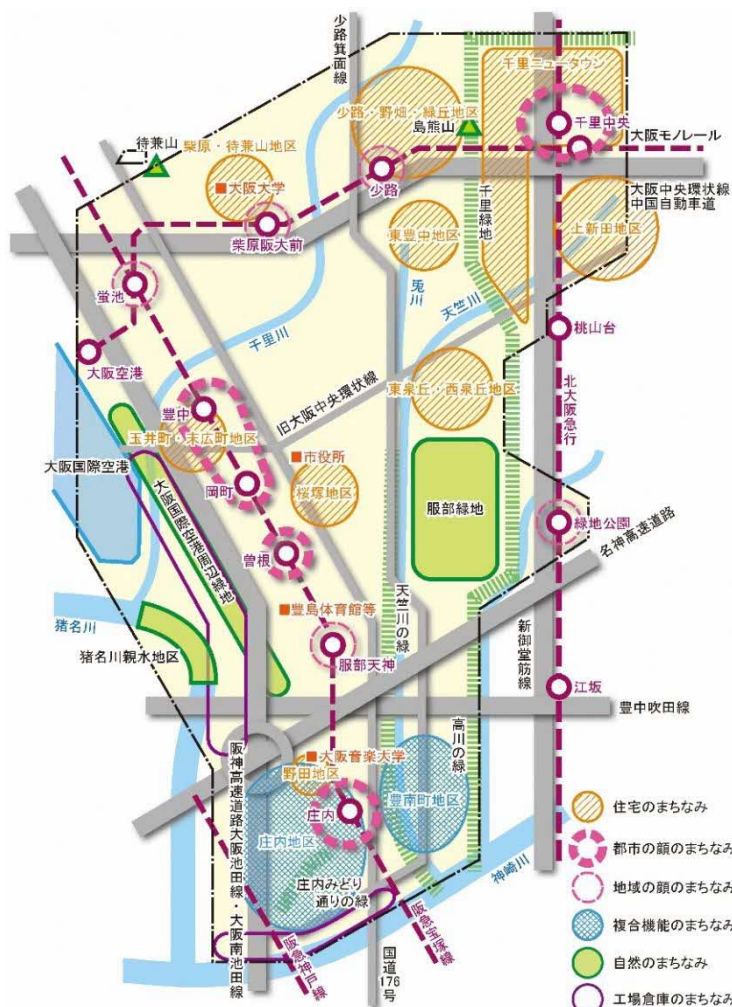 少路箕面線
千里ニュータウン
少路・野畑・緑丘地区
島熊山
千里中央
大阪モノレール
待兼山
柴原・待兼山地区
大阪大学
少路
大阪中央環状線
中国自動車道
千里緑地
柴原阪大前
東豊中地区
上新田地区
兎川
天竺川
蛍池
千里川
桃山台
大阪空港
旧大阪中央環状線
東泉丘・西泉丘地区
北大阪急行
豊中
玉井町・末広町地区
市役所
大阪国際空港
岡町
桜塚地区
服部緑地
大阪国際空港周辺緑地
緑地公園
名神高速道路
曽根
天竺川の緑
豊島体育館等
猪名川
新御堂筋線
猪名川親水地区
服部天神
江坂
豊中吹田線
高川の緑
大阪音楽大学
野田地区
豊南町地区
阪神高速道路大阪池田線・大阪南池田線
庄内
庄内地区
神崎川
庄内みどり
通りの緑
阪急神戸線
国道176号
阪急宝塚線
住宅のまちなみ
都市の顔のまちなみ
地域の顔のまちなみ
複合機能のまちなみ
自然のまちなみ
工場倉庫のまちなみ